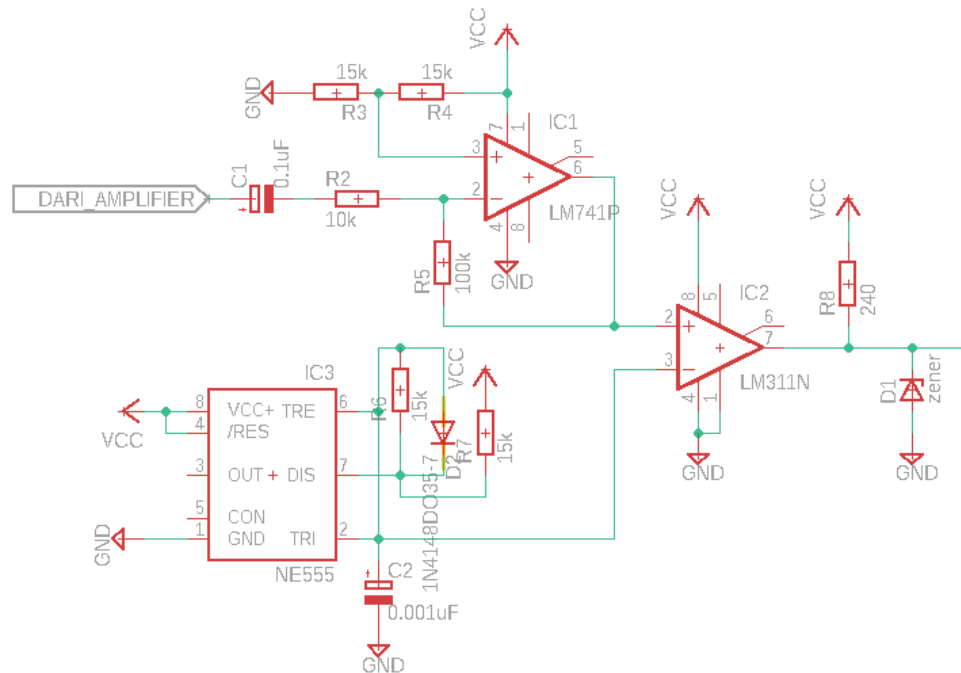 VCC
15k
15k
GND
R3
R4
IC1
7
1
3
5
6
2
4
8
LM741P
GND
DARI_AMPLIFIER
C1
0.1uF
R2
10k
R5
100k
VCC
VCC
8
5
IC2
R8
240
2
6
7
3
4
1
LM311N
GND
D1
zener
GND
IC3
VCC
VCC
8
VCC+
TRE
6
4
/RES
3
OUT
DIS
7
5
CON
1
GND
TRI
2
GND
NE555
R6
15k
D2
1N4148DO35-7
R7
15k
C2
0.001uF
GND